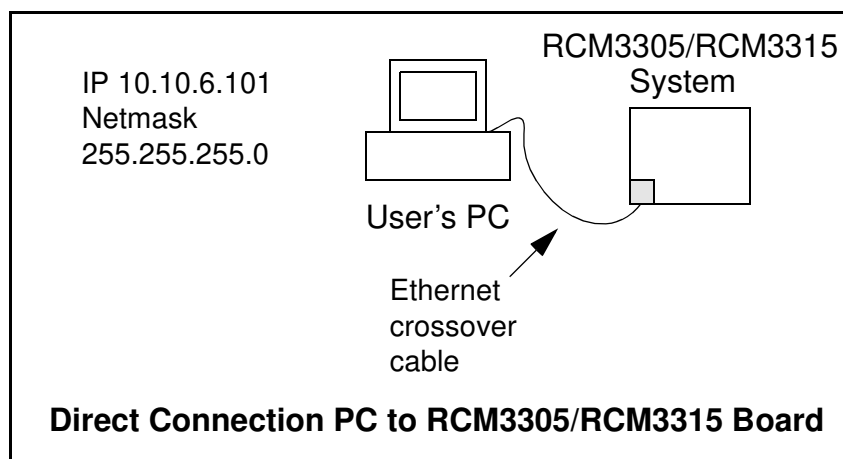 IP 10.10.6.101
Netmask
255.255.255.0
RCM3305/RCM3315
System
User's PC
Ethernet
crossover
cable
Direct Connection PC to RCM3305/RCM3315 Board